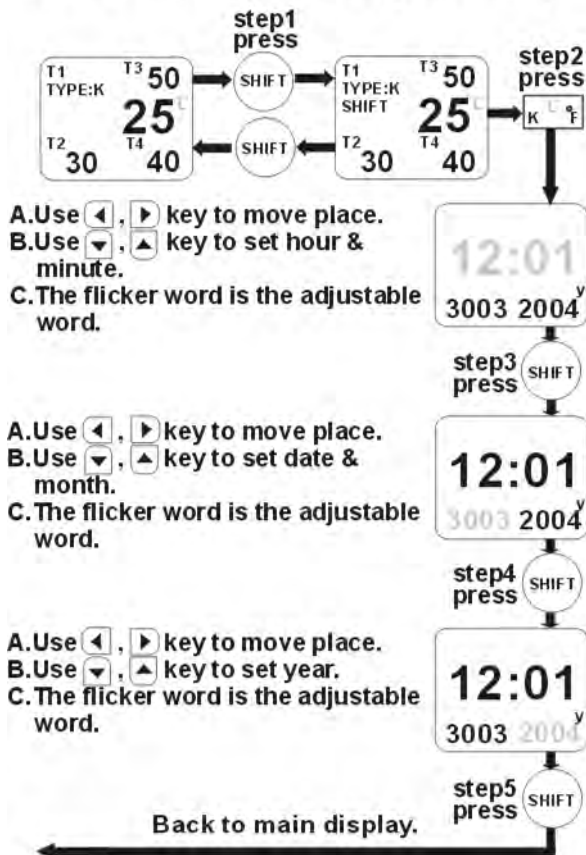 step1
press
T1
TYPE:K
T3 50
25 ℃
T2 30
T4 40
SHIFT
SHIFT
T1
TYPE:K
SHIFT
T3 50
25 ℃
T2 30
T4 40
step2
press
K ℃ °F
A.Use ◀ , ▶ key to move place.
B.Use ▼ , ▲ key to set hour &
minute.
C.The flicker word is the adjustable
word.
12:01
3003 2004 y
step3
press
SHIFT
A.Use ◀ , ▶ key to move place.
B.Use ▼ , ▲ key to set date &
month.
C.The flicker word is the adjustable
word.
12:01
3003 2004 y
step4
press
SHIFT
A.Use ◀ , ▶ key to move place.
B.Use ▼ , ▲ key to set year.
C.The flicker word is the adjustable
word.
12:01
3003 2004 y
step5
press
SHIFT
Back to main display.